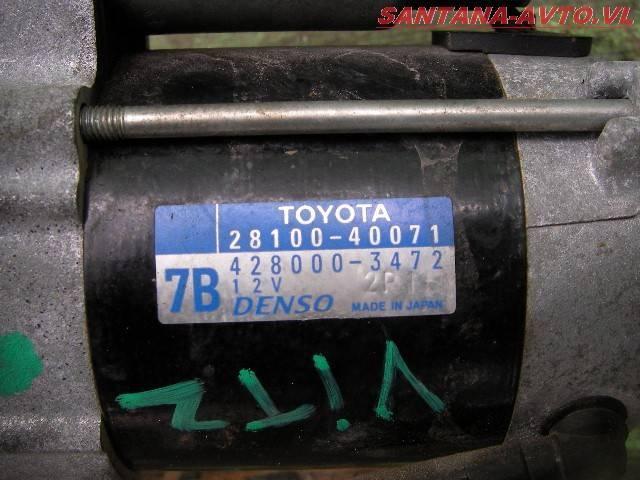 SANTANA-AVTO.VL
TOYOTA
28100-40071
7B
428000-3472
12V
DENSO MADE IN JAPAN
VITZ